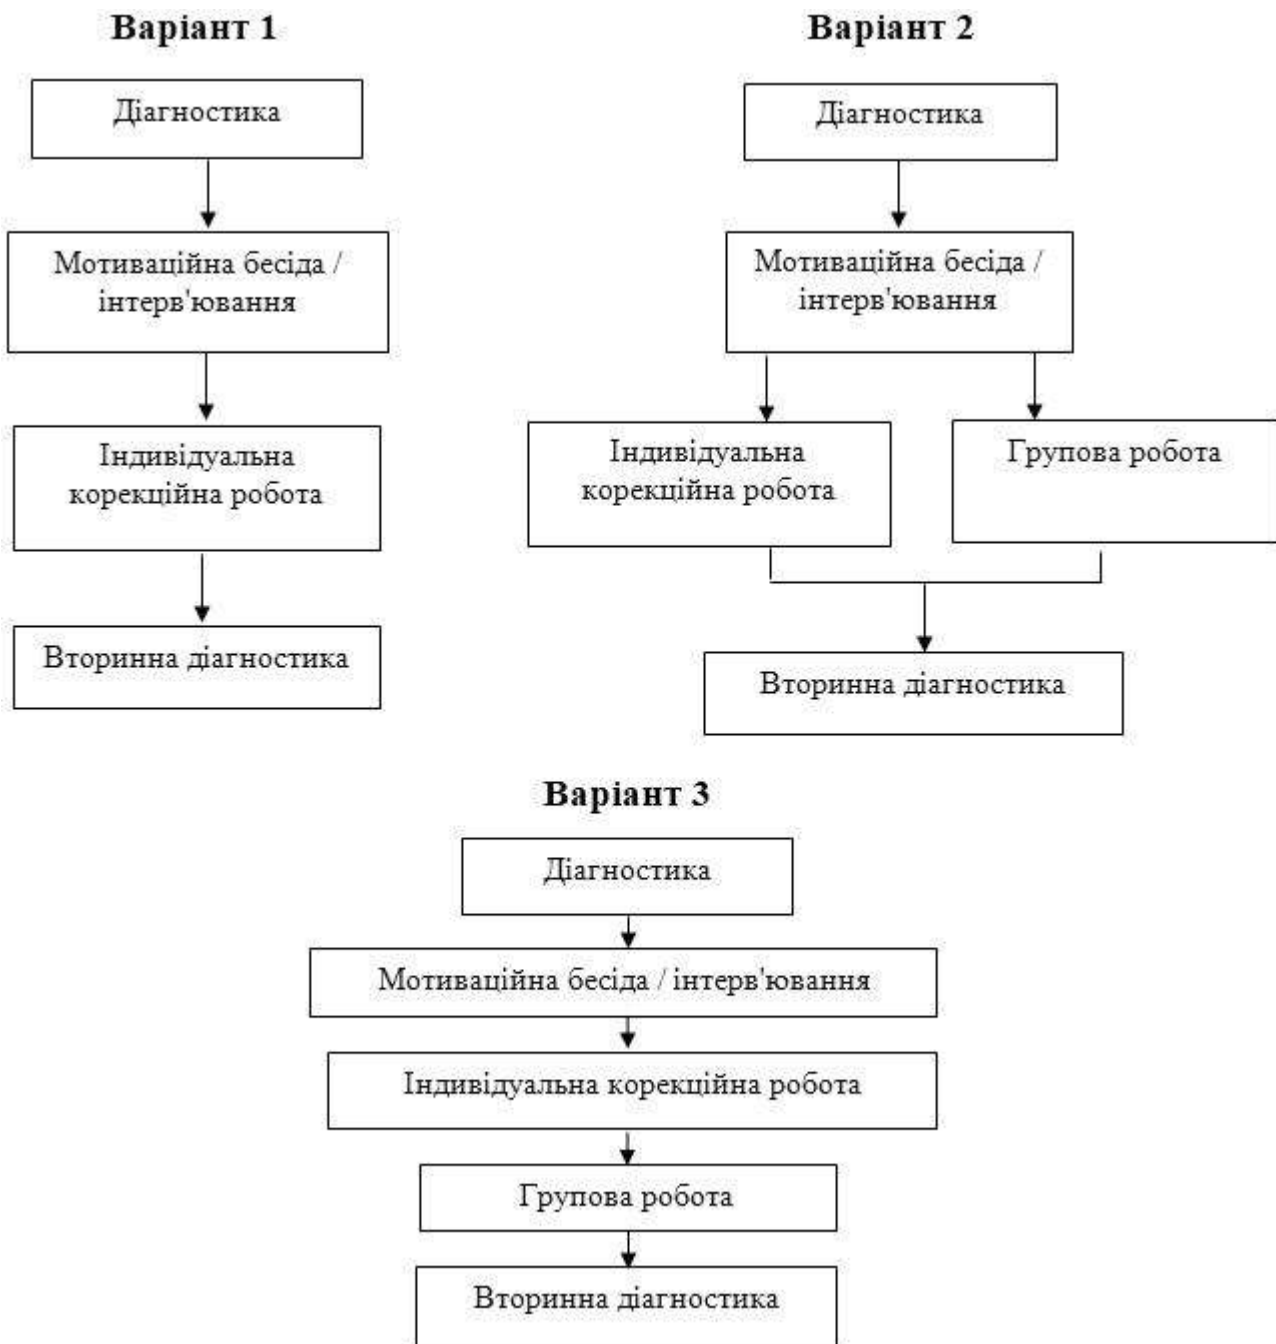 Варіант 1
Діагностика
Мотиваційна бесіда /
інтерв'ювання
Індивідуальна
корекційна робота
Вторинна діагностика
Варіант 2
Діагностика
Мотиваційна бесіда /
інтерв'ювання
Індивідуальна
корекційна робота
Групова робота
Вторинна діагностика
Варіант 3
Діагностика
Мотиваційна бесіда / інтерв'ювання
Індивідуальна корекційна робота
Групова робота
Вторинна діагностика